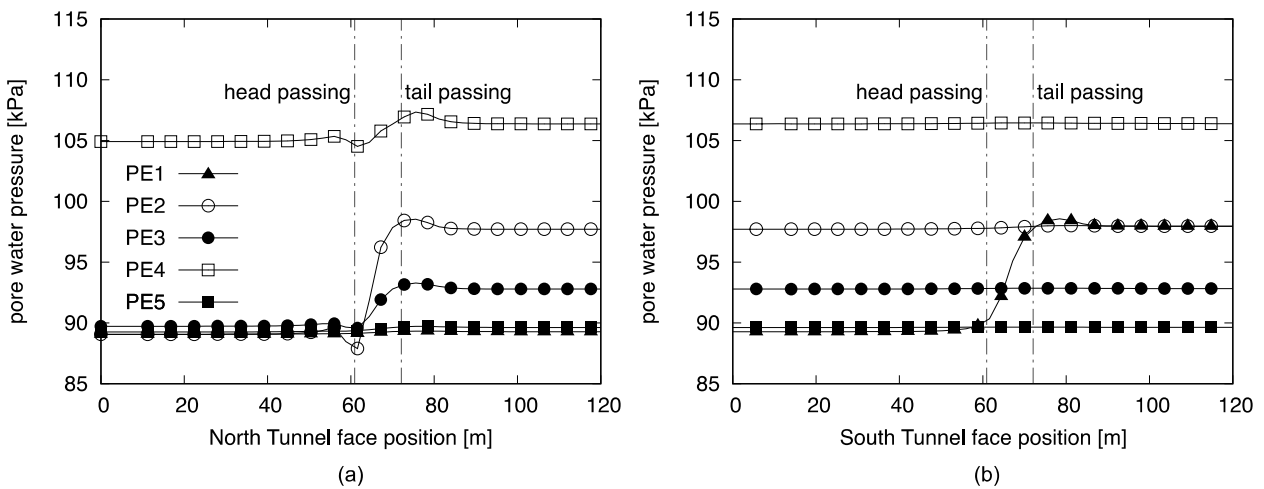 115
110
105
100
95
90
85
pore water pressure [kPa]
head passing
tail passing
PE1
PE2
PE3
PE4
PE5
0 20 40 60 80 100 120
North Tunnel face position [m]
(a)
115
110
105
100
95
90
85
pore water pressure [kPa]
head passing
tail passing
0 20 40 60 80 100 120
South Tunnel face position [m]
(b)